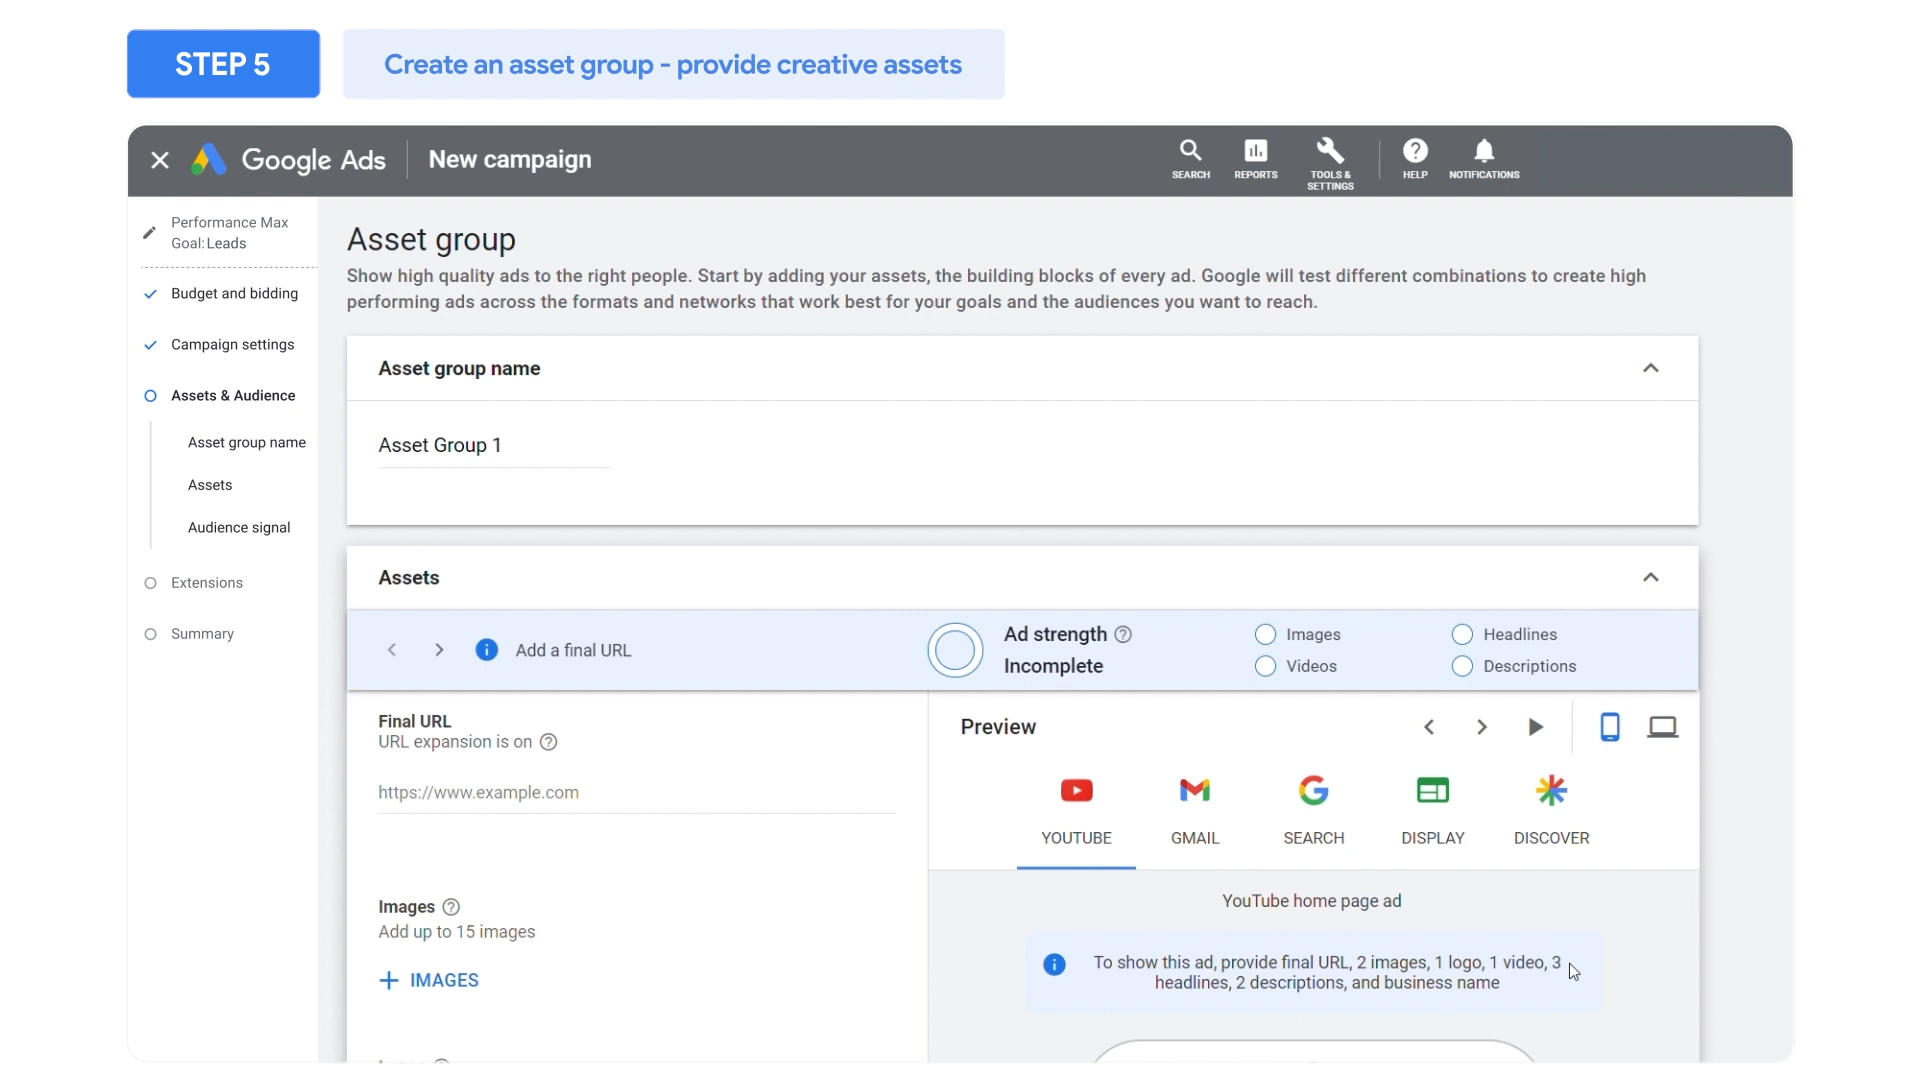 STEP 5
Create an asset group - provide creative assets
Google Ads
New campaign
SEARCH
REPORTS
TOOLS &
SETTINGS
HELP
NOTIFICATIONS
Performance Max
Goal: Leads
Budget and bidding
Campaign settings
Assets & Audience
Asset group name
Assets
Audience signal
Extensions
Summary
Asset group
Show high quality ads to the right people. Start by adding your assets, the building blocks of every ad. Google will test different combinations to create high
performing ads across the formats and networks that work best for your goals and the audiences you want to reach.
Asset group name
Asset Group 1
Assets
Add a final URL
Ad strength
Incomplete
Images
Videos
Headlines
Descriptions
Final URL
URL expansion is on
https://www.example.com
Images
Add up to 15 images
+ IMAGES
Preview
YOUTUBE
GMAIL
SEARCH
DISPLAY
DISCOVER
YouTube home page ad
To show this ad, provide final URL, 2 images, 1 logo, 1 video, 3
headlines, 2 descriptions, and business name